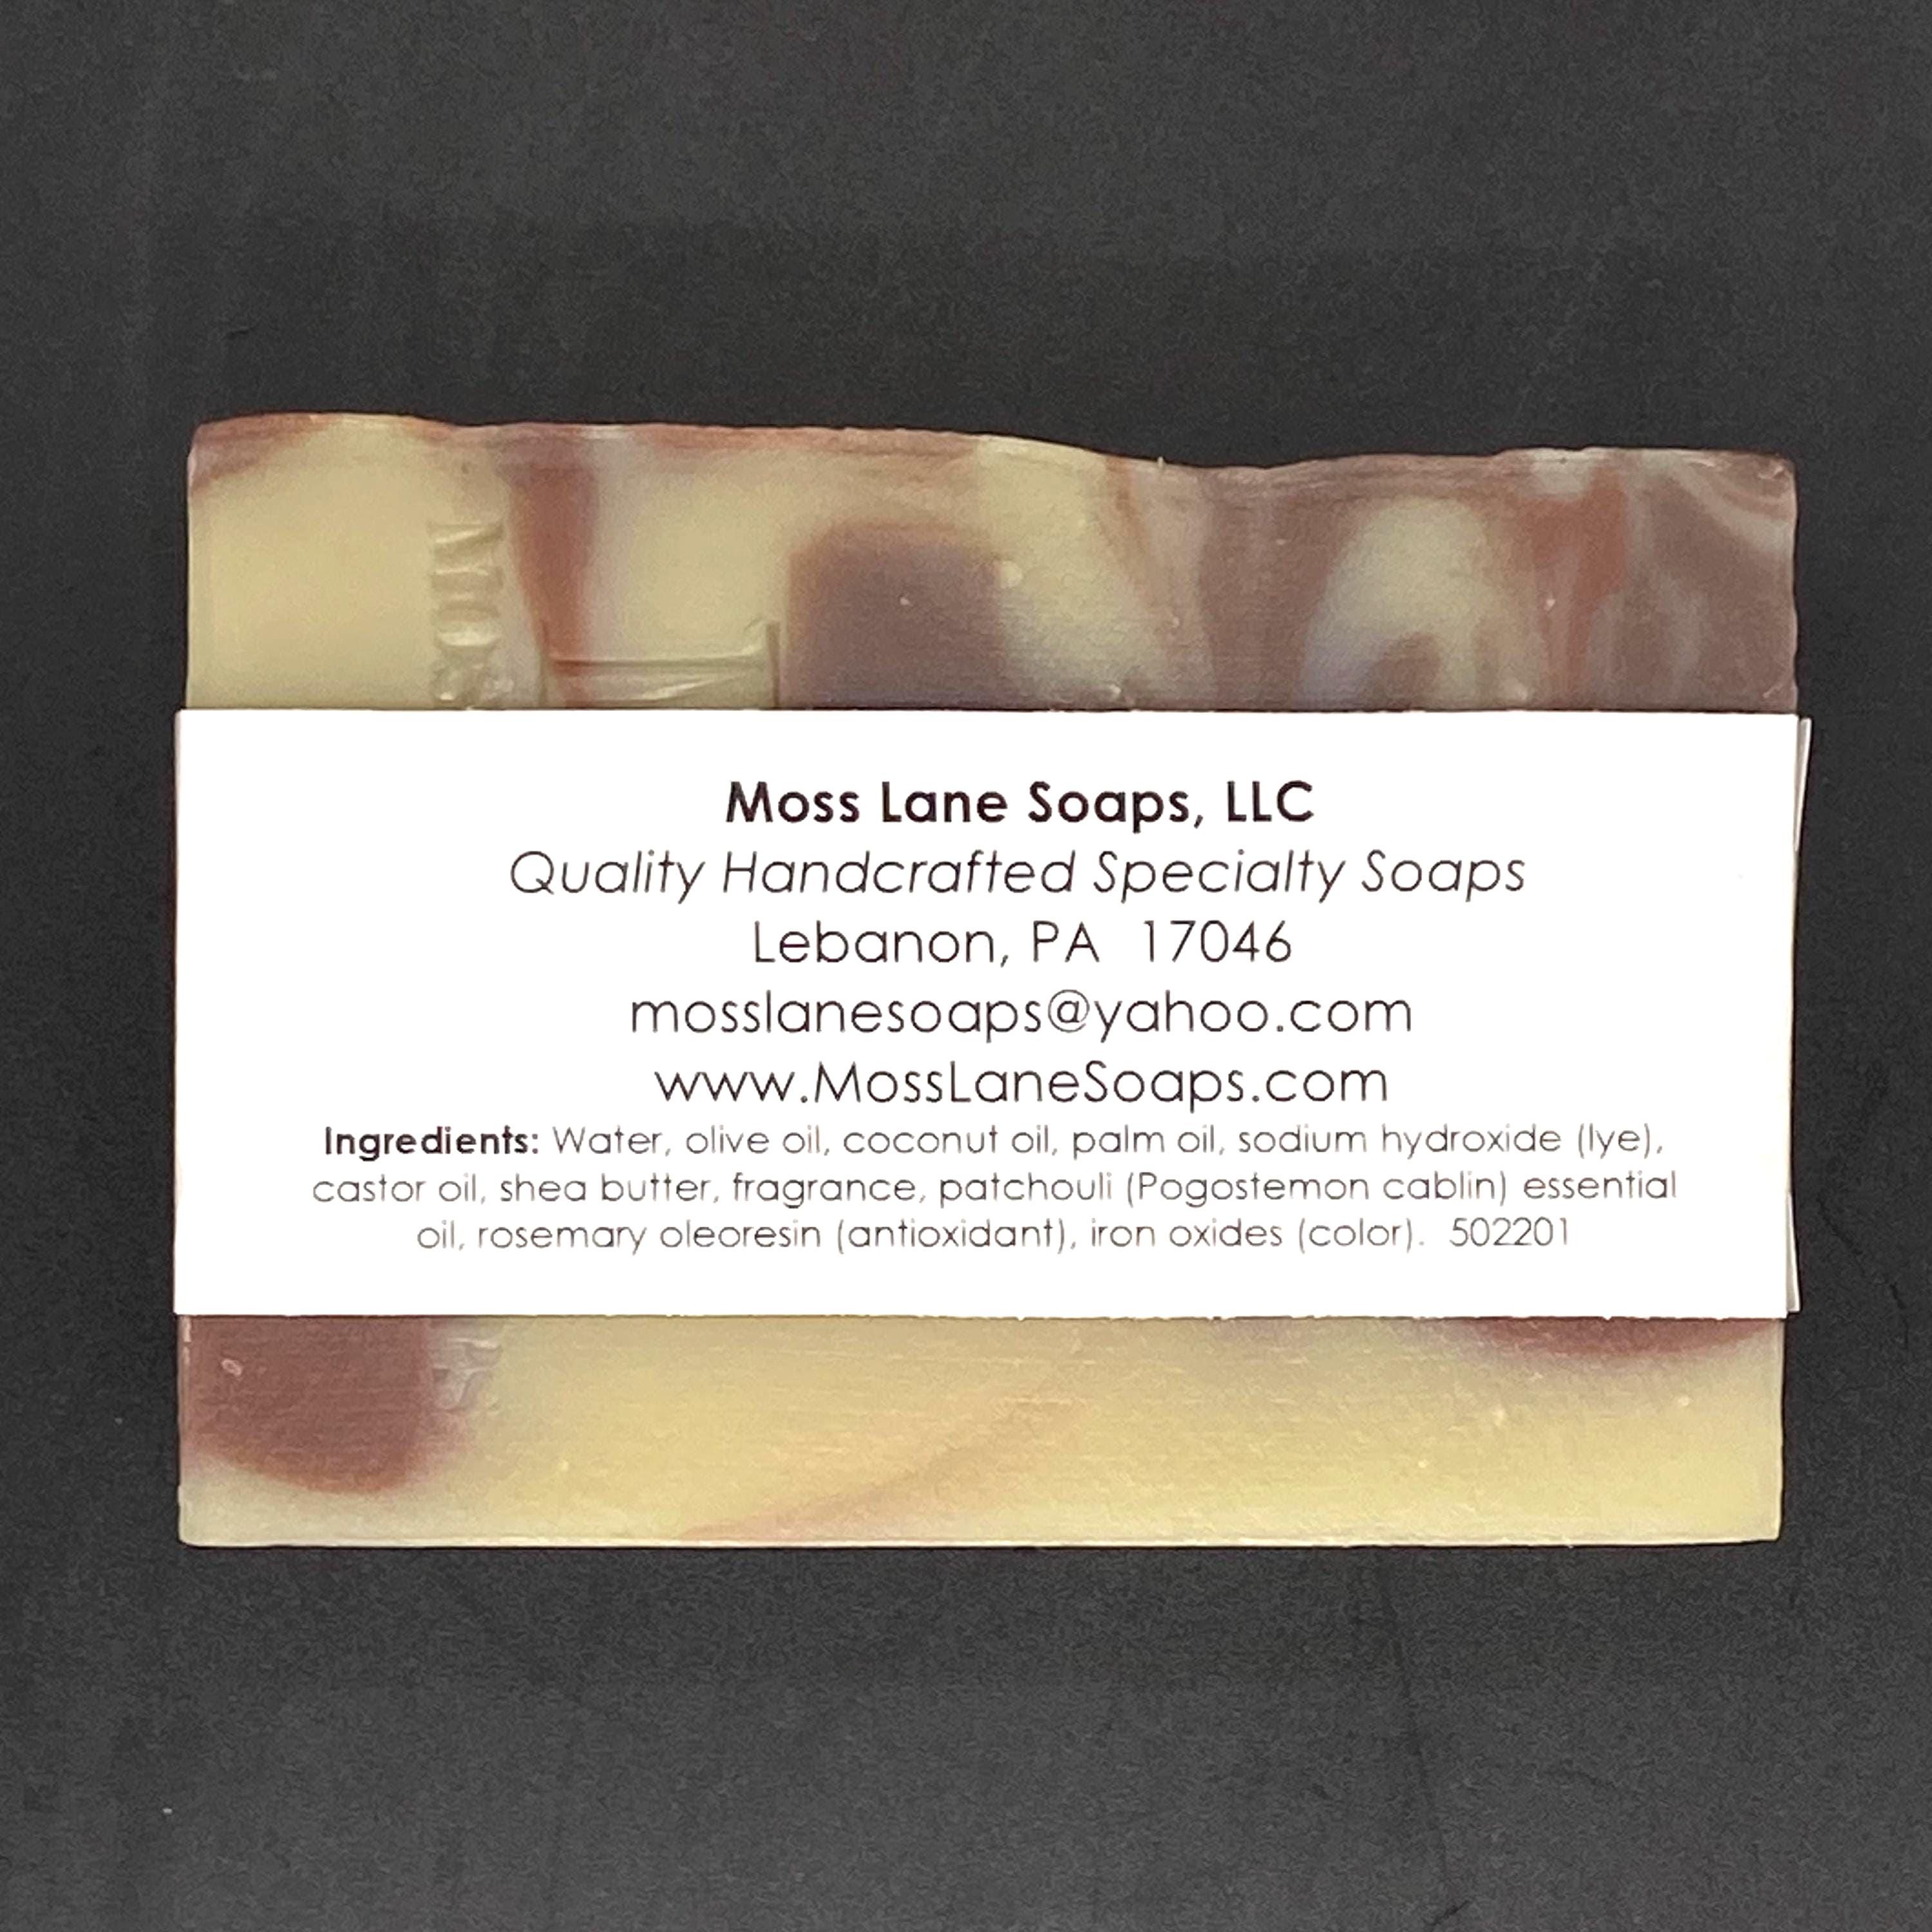 MOS
Moss Lane Soaps, LLC
Quality Handcrafted Specialty Soaps
Lebanon, PA 17046
mosslanesoaps@yahoo.com
www.MossLaneSoaps.com
Ingredients: Water, olive oil, coconut oil, palm oil, sodium hydroxide (lye),
castor oil, shea butter, fragrance, patchouli (Pogostemon cablin) essential
oil, rosemary oleoresin (antioxidant), iron oxides (color). 502201